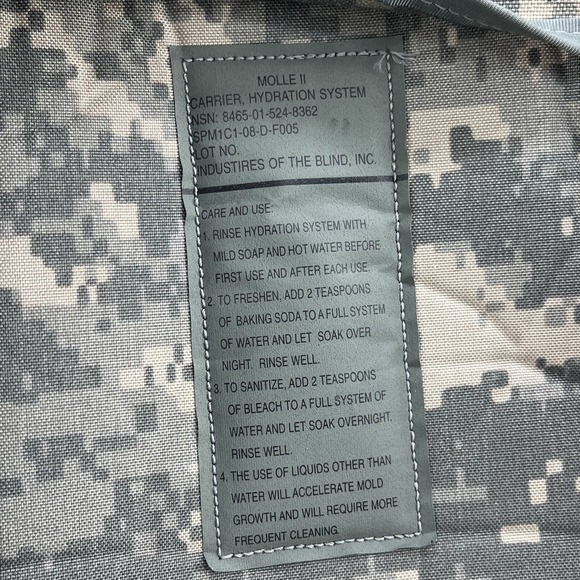 MOLLE II
CARRIER, HYDRATION SYSTEM
NSN: 8465-01-524-8362
SPM1C1-08-D-F005
LOT NO.
INDUSTIRES OF THE BLIND, INC.
CARE AND USE:
1. RINSE HYDRATION SYSTEM WITH
MILD SOAP AND HOT WATER BEFORE
FIRST USE AND AFTER EACH USE.
2. TO FRESHEN, ADD 2 TEASPOONS
OF BAKING SODA TO A FULL SYSTEM
OF WATER AND LET SOAK OVER
NIGHT. RINSE WELL.
3. TO SANITIZE, ADD 2 TEASPOONS
OF BLEACH TO A FULL SYSTEM OF
WATER AND LET SOAK OVERNIGHT.
RINSE WELL.
4. THE USE OF LIQUIDS OTHER THAN
WATER WILL ACCELERATE MOLD
GROWTH AND WILL REQUIRE MORE
FREQUENT CLEANING.